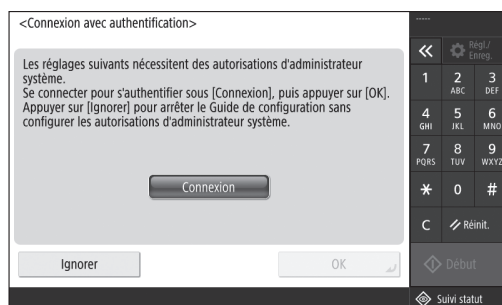 <Connexion avec authentification>
Les réglages suivants nécessitent des autorisations d'administrateur
système.
Se connecter pour s'authentifier sous [Connexion], puis appuyer sur [OK].
Appuyer sur [Ignorer] pour arrêter le Guide de configuration sans
configurer les autorisations d'administrateur système.
Connexion
Ignorer
OK
Régl./
Enreg.
1 2 3
ABC DEF
4 5 6
GHI JKL MNO
7 8 9
PQRS TUV WXYZ
* 0 #
C Réinit.
Début
Suivi statut